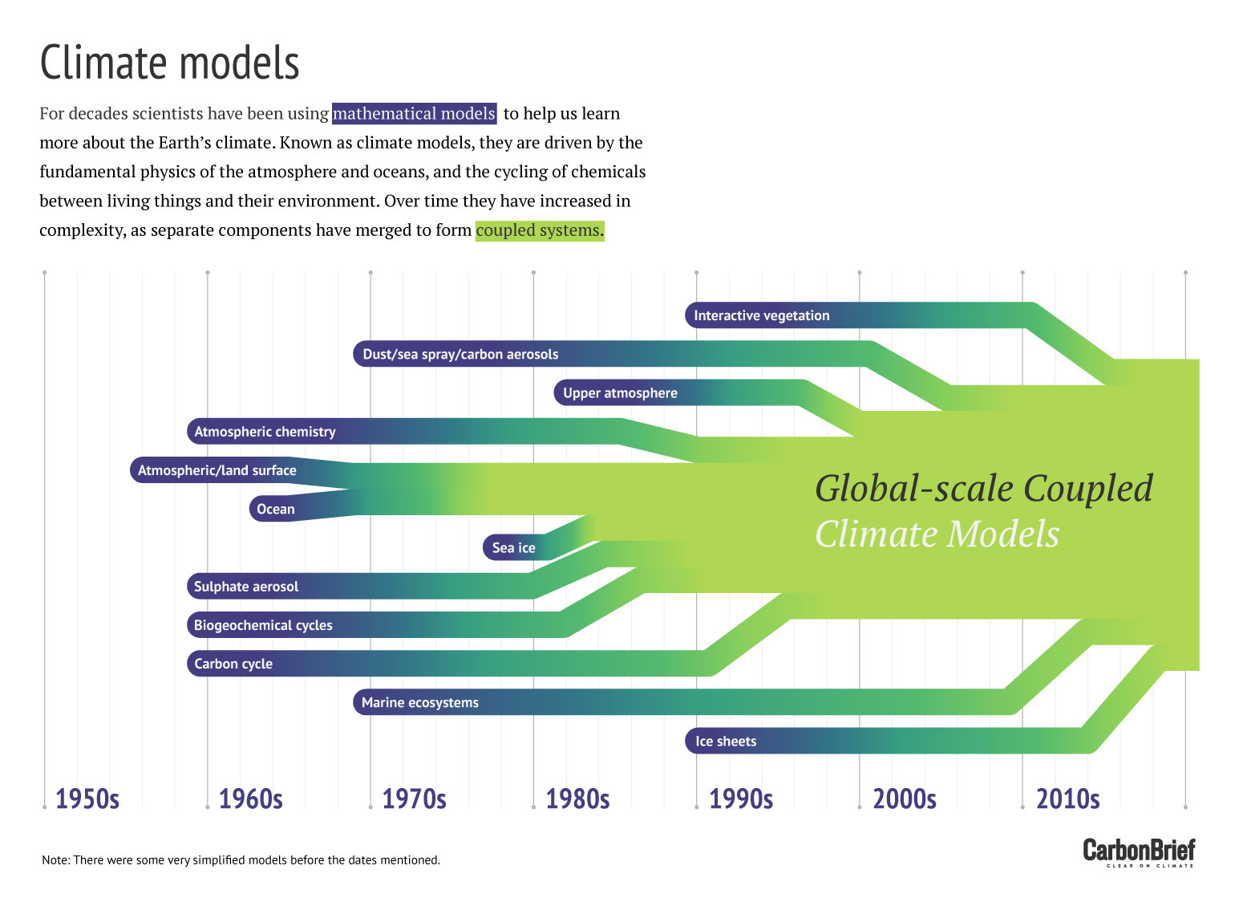 Climate models
For decades scientists have been using mathematical models to help us learn
more about the Earth’s climate. Known as climate models, they are driven by the
fundamental physics of the atmosphere and oceans, and the cycling of chemicals
between living things and their environment. Over time they have increased in
complexity, as separate components have merged to form coupled systems.
Interactive vegetation
Dust/sea spray/carbon aerosols
Upper atmosphere
Atmospheric chemistry
Atmospheric/land surface
Ocean
Global-scale Coupled
Climate Models
Sea ice
Sulphate aerosol
Biogeochemical cycles
Carbon cycle
Marine ecosystems
Ice sheets
1950s 1960s 1970s 1980s 1990s 2000s 2010s
Note: There were some very simplified models before the dates mentioned.
CarbonBrief
CLEAR ON CLIMATE